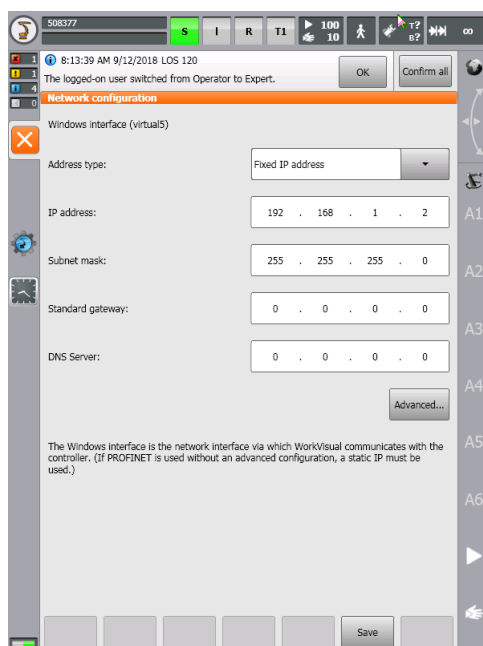 508377
S I R T1 100 10 T? B? ∞
1 8:13:39 AM 9/12/2018 LOS 120
1 The logged-on user switched from Operator to Expert.
OK Confirm all
4
0 Network configuration
Windows interface (virtual5)
Address type: Fixed IP address
IP address: 192 . 168 . 1 . 2
A1
Subnet mask: 255 . 255 . 255 . 0
A2
Standard gateway: 0 . 0 . 0 . 0
A3
DNS Server: 0 . 0 . 0 . 0
A4
Advanced...
The Windows interface is the network interface via which WorkVisual communicates with the
A5
controller. (If PROFINET is used without an advanced configuration, a static IP must be
used.)
A6
Save